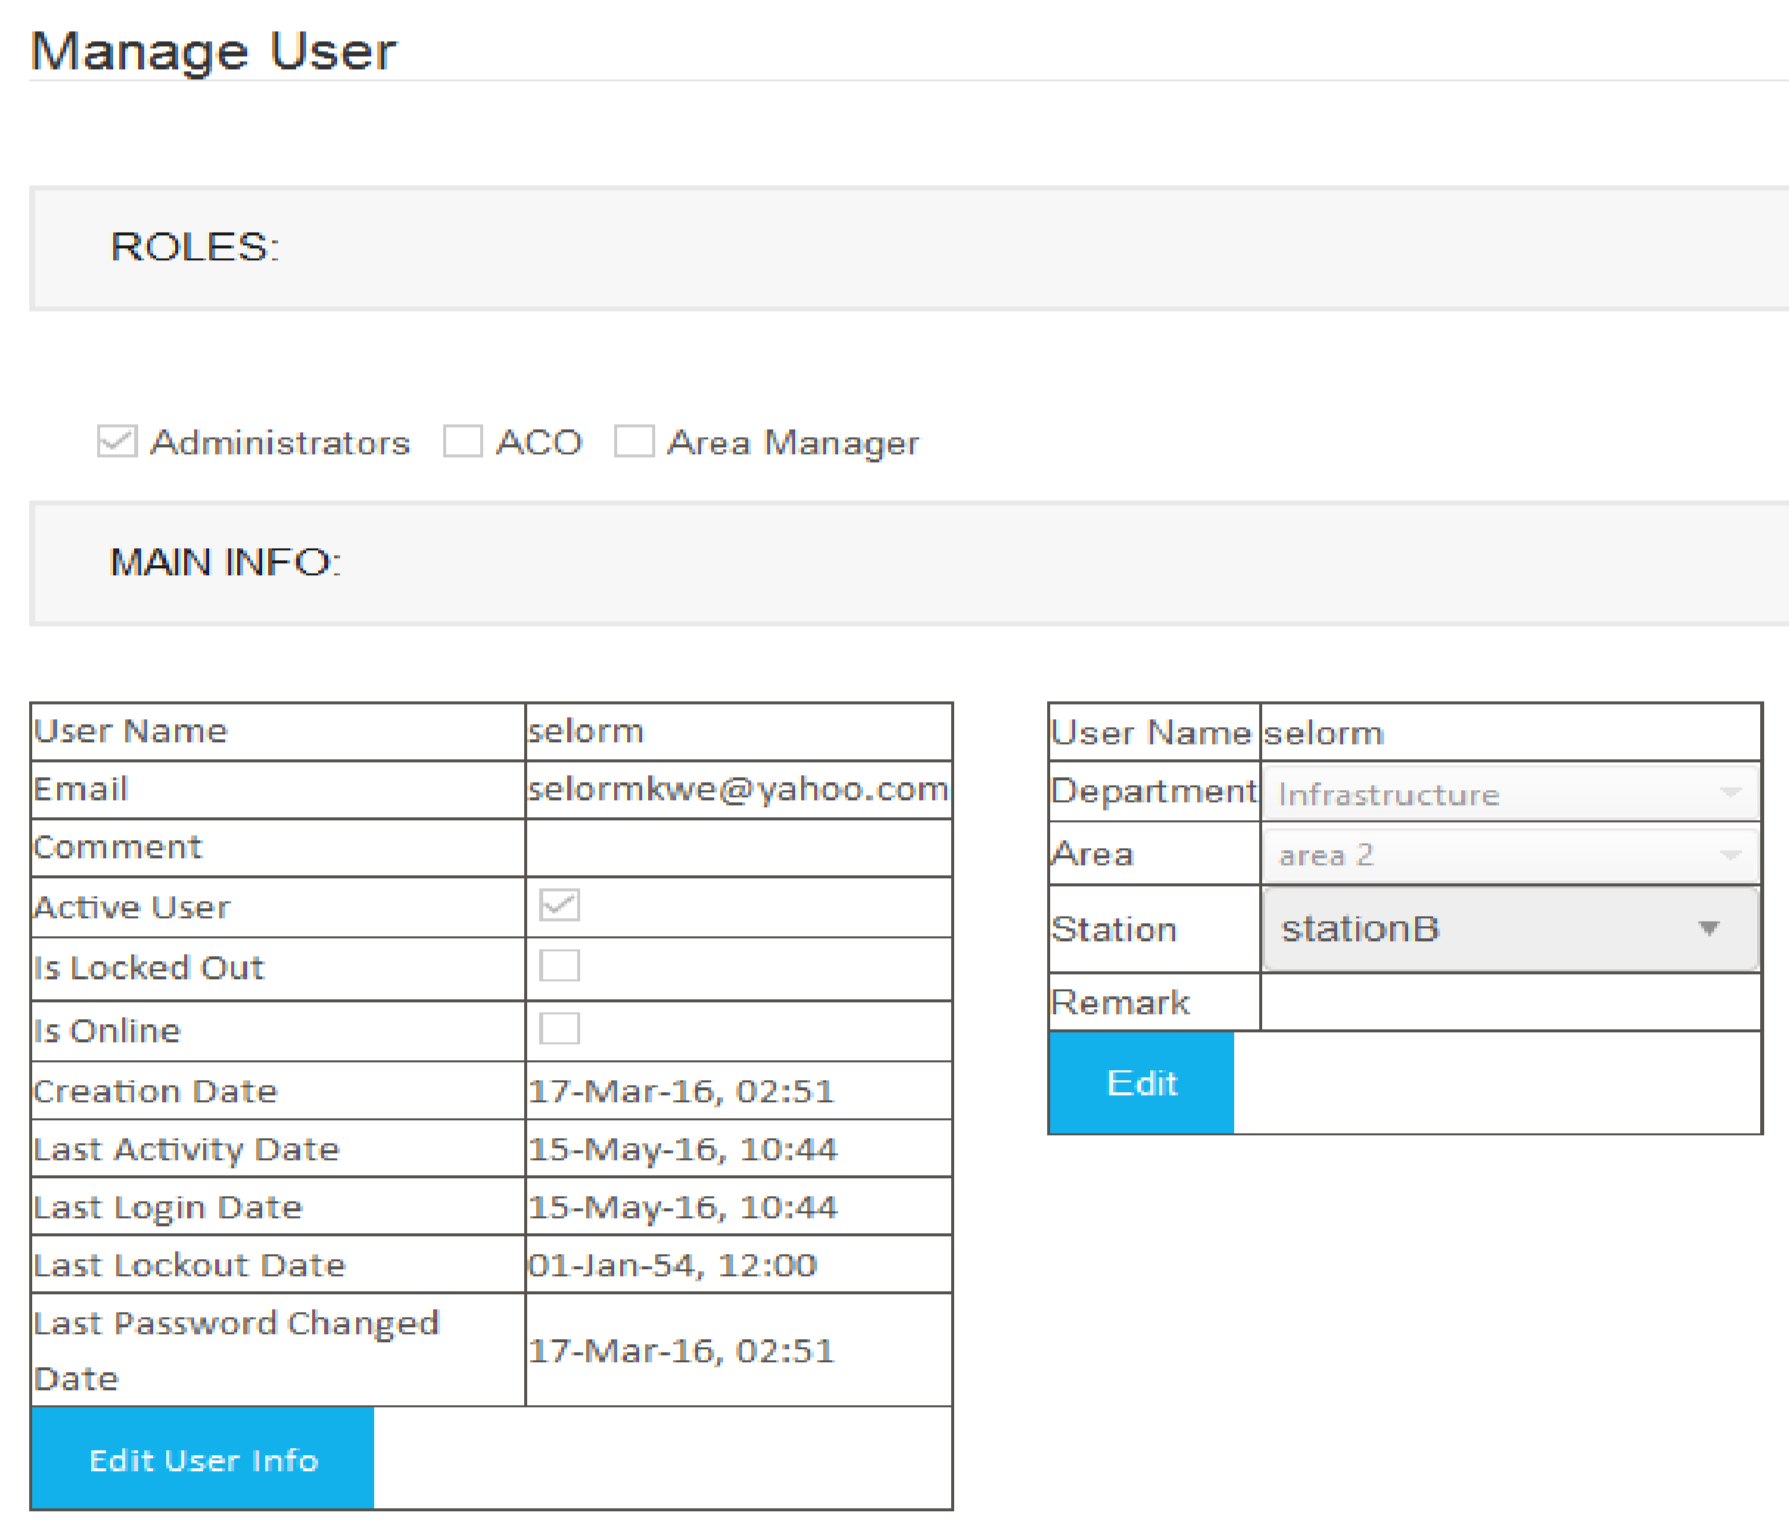 Manage User
ROLES:
Administrators ACO Area Manager
MAIN INFO:
User Name selorm
Email selormkwe@yahoo.com
Comment
Active User
Is Locked Out
Is Online
Creation Date 17-Mar-16, 02:51
Last Activity Date 15-May-16, 10:44
Last Login Date 15-May-16, 10:44
Last Lockout Date 01-Jan-54, 12:00
Last Password Changed
Date 17-Mar-16, 02:51
Edit User Info
User Name selorm
Department Infrastructure
Area area 2
Station stationB
Remark
Edit